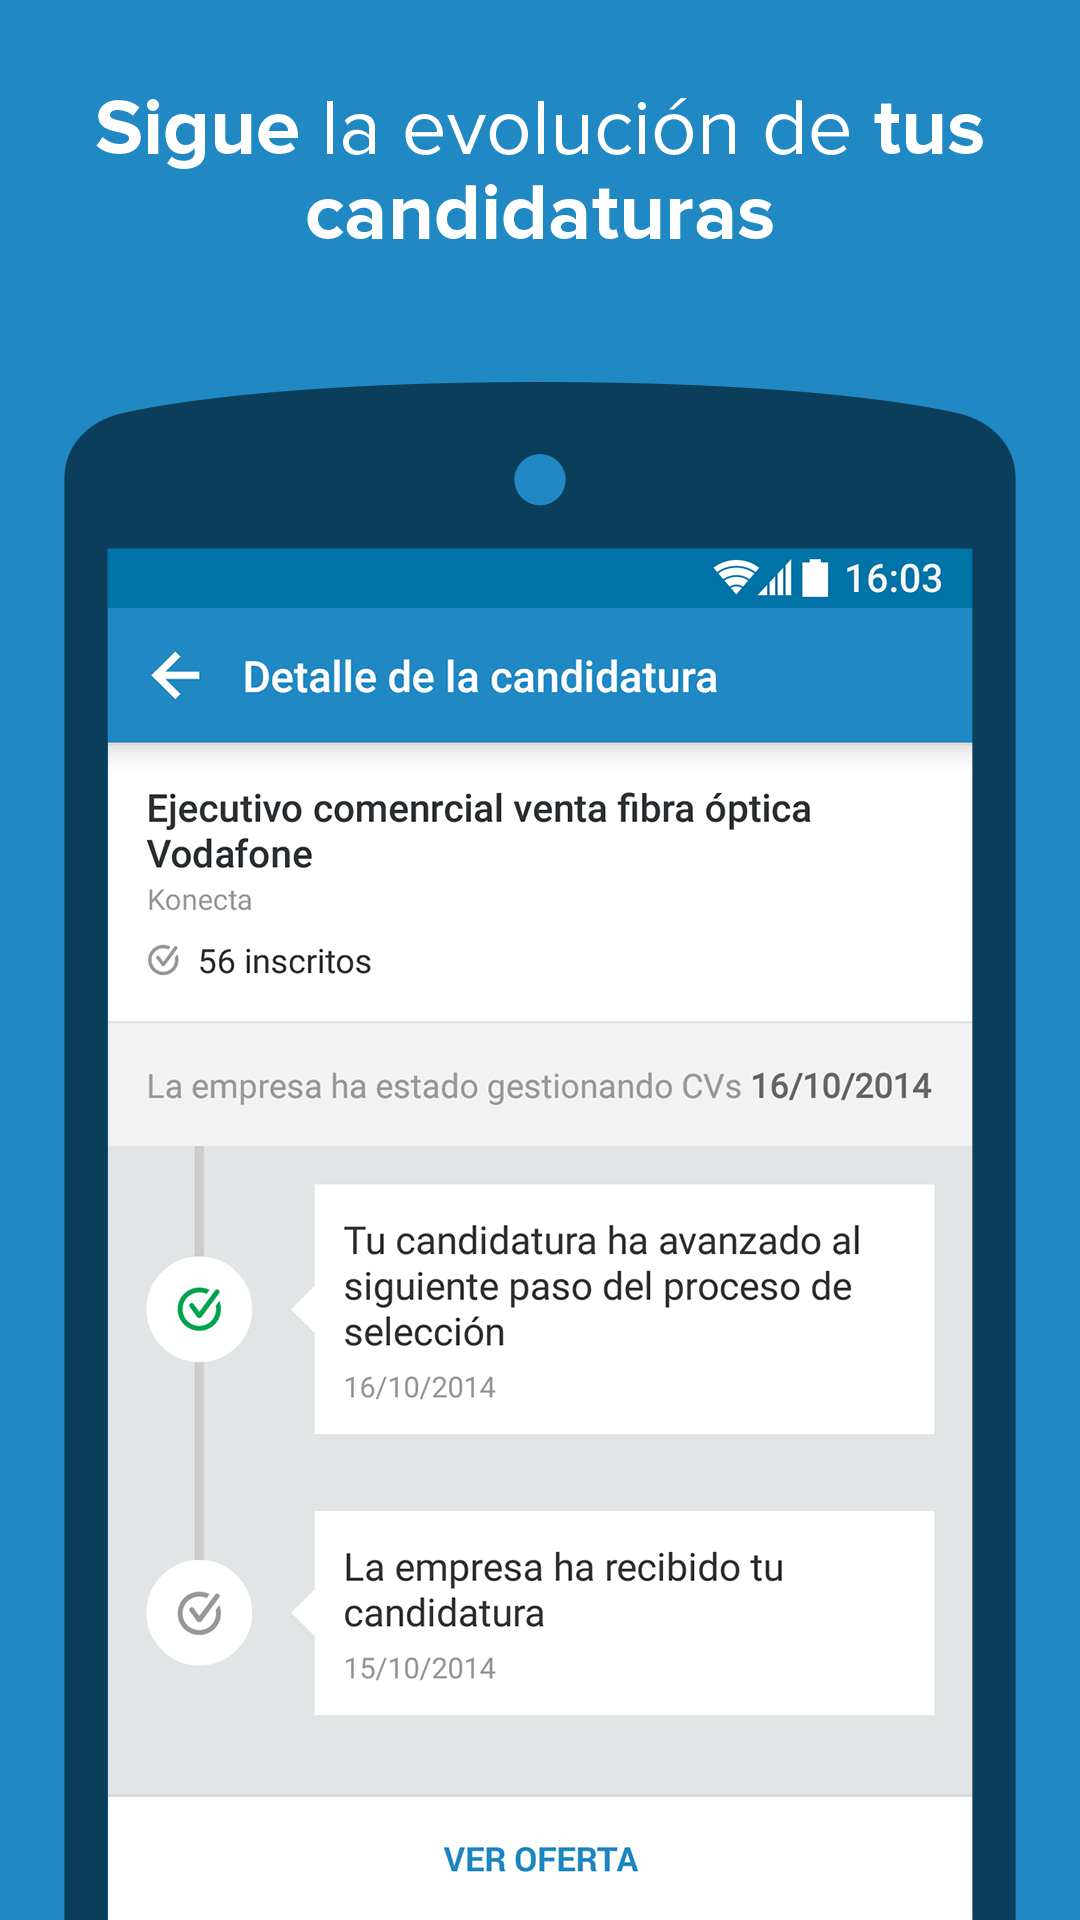 Sigue la evolución de tus
candidaturas
16:03
Detalle de la candidatura
Ejecutivo comenrcial venta fibra óptica
Vodafone
Konecta
56 inscritos
La empresa ha estado gestionando CVs 16/10/2014
Tu candidatura ha avanzado al
siguiente paso del proceso de
selección
16/10/2014
La empresa ha recibido tu
candidatura
15/10/2014
VER OFERTA